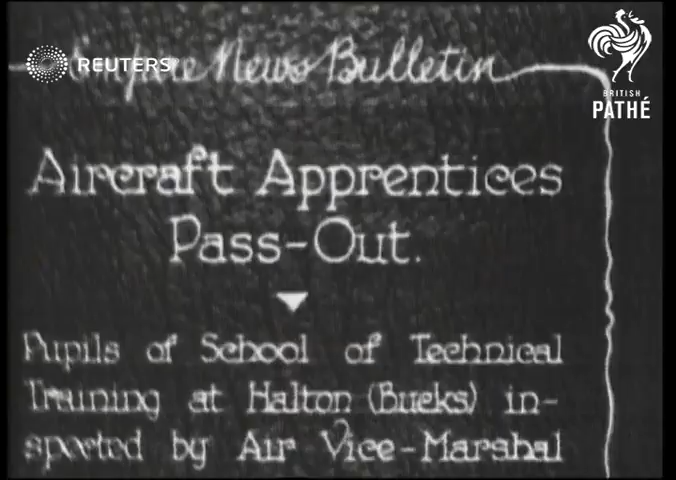 Empire News Bulletin
REUTERS
BRITISH
PATHÉ
Aircraft Apprentices
Pass-Out.
Pupils of School of Technical
Training at Halton (Bucks) in-
spected by Air Vice-Marshal